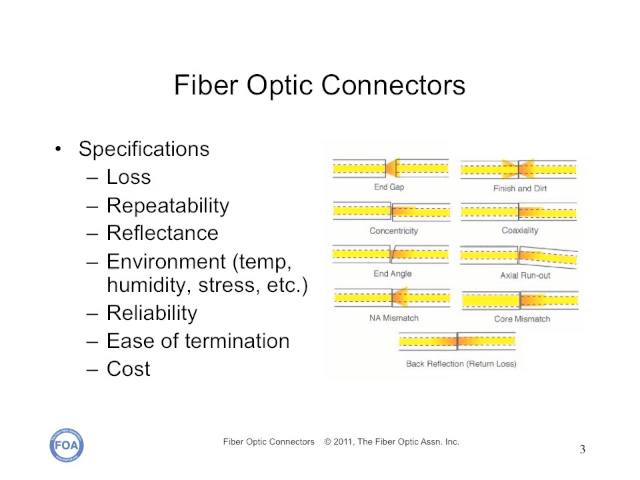 Fiber Optic Connectors
• Specifications
– Loss
– Repeatability
– Reflectance
– Environment (temp,
humidity, stress, etc.)
– Reliability
– Ease of termination
– Cost
End Gap
Finish and Dirt
Concentricity
Coaxiality
End Angle
Axial Run-out
NA Mismatch
Core Mismatch
Back Reflection (Return Loss)
FOA
Fiber Optic Connectors © 2011, The Fiber Optic Assn. Inc.
3